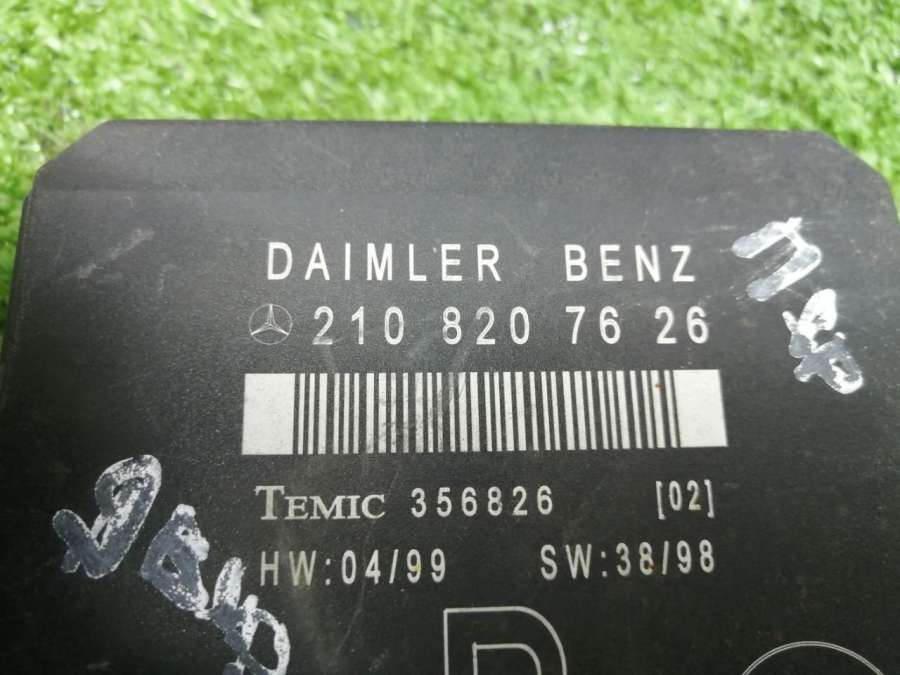 DAIMLER BENZ
210 820 76 26
TEMIC 356826 [02]
HW:04/99 SW:38/98